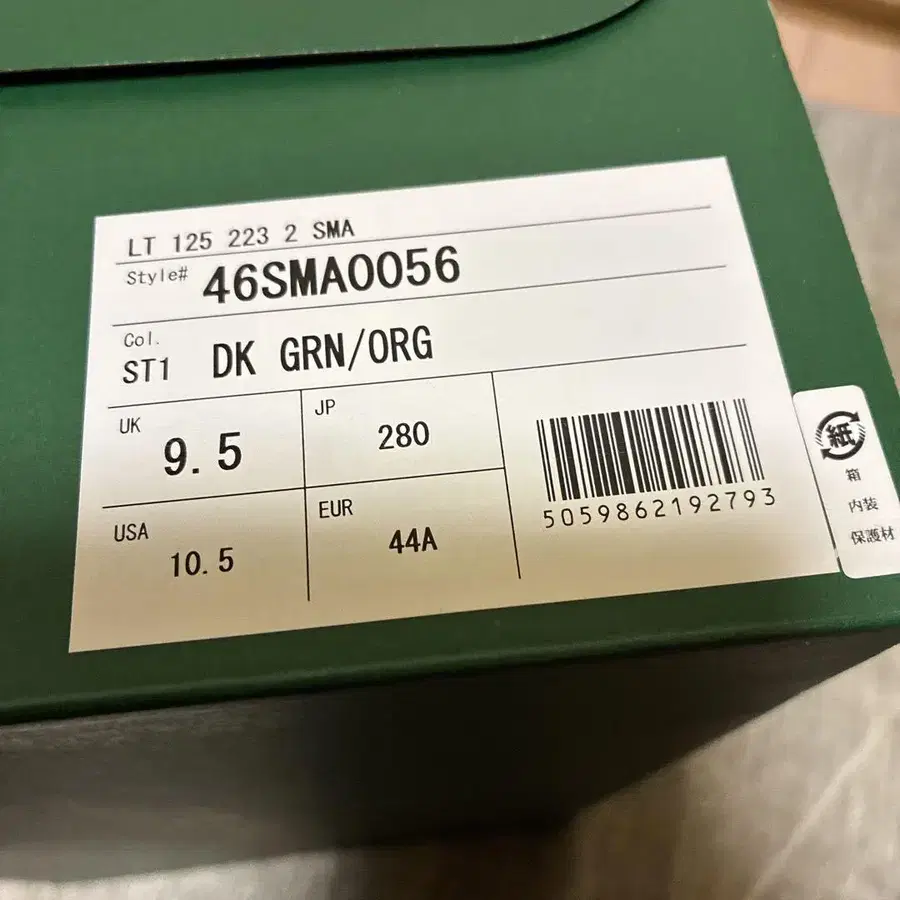 LT 125 223 2 SMA
Style# 46SMA0056
Col.
ST1 DK GRN/ORG
UK
9.5
JP
280
USA
10.5
EUR
44A
5059862192793
紙
箱
内装
保護材